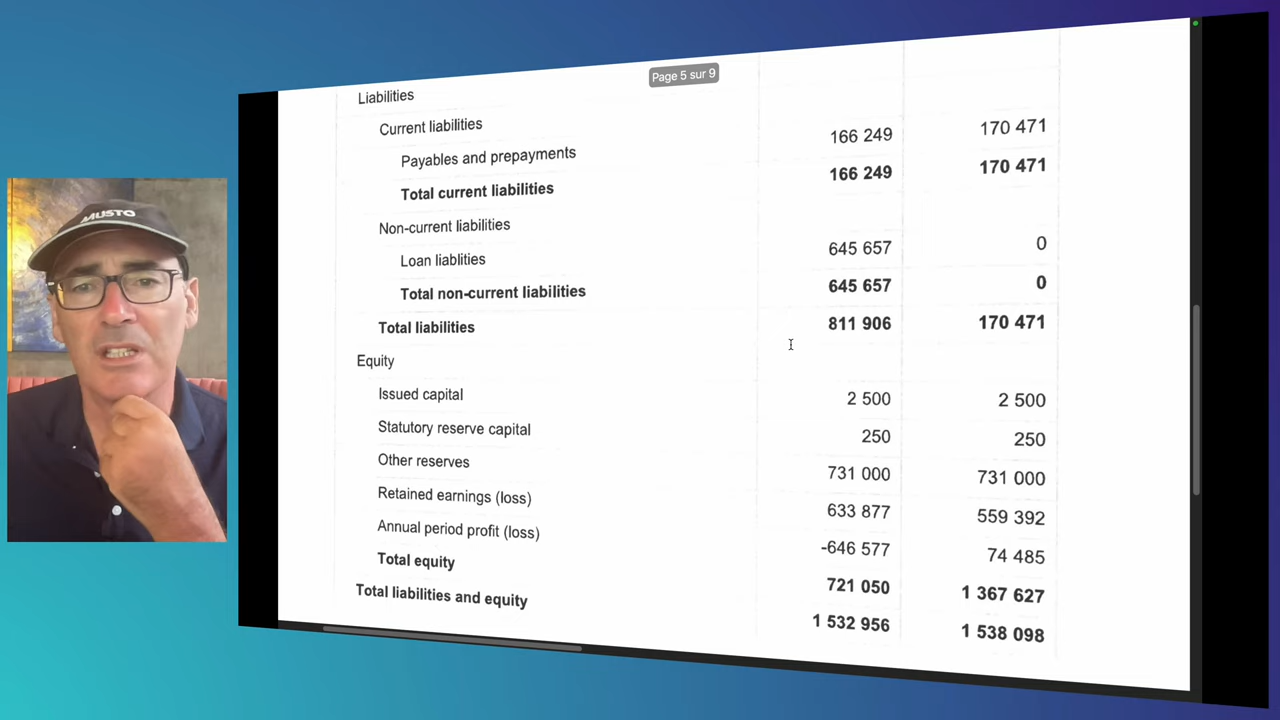 Page 5 sur 9
MUSTO
Liabilities
Current liabilities
Payables and prepayments 166 249 170 471
Total current liabilities 166 249 170 471
Non-current liabilities
Loan liablities 645 657 0
Total non-current liabilities 645 657 0
Total liabilities 811 906 170 471
Equity
Issued capital 2 500 2 500
Statutory reserve capital 250 250
Other reserves 731 000 731 000
Retained earnings (loss) 633 877 559 392
Annual period profit (loss) -646 577 74 485
Total equity 721 050 1 367 627
Total liabilities and equity 1 532 956 1 538 098